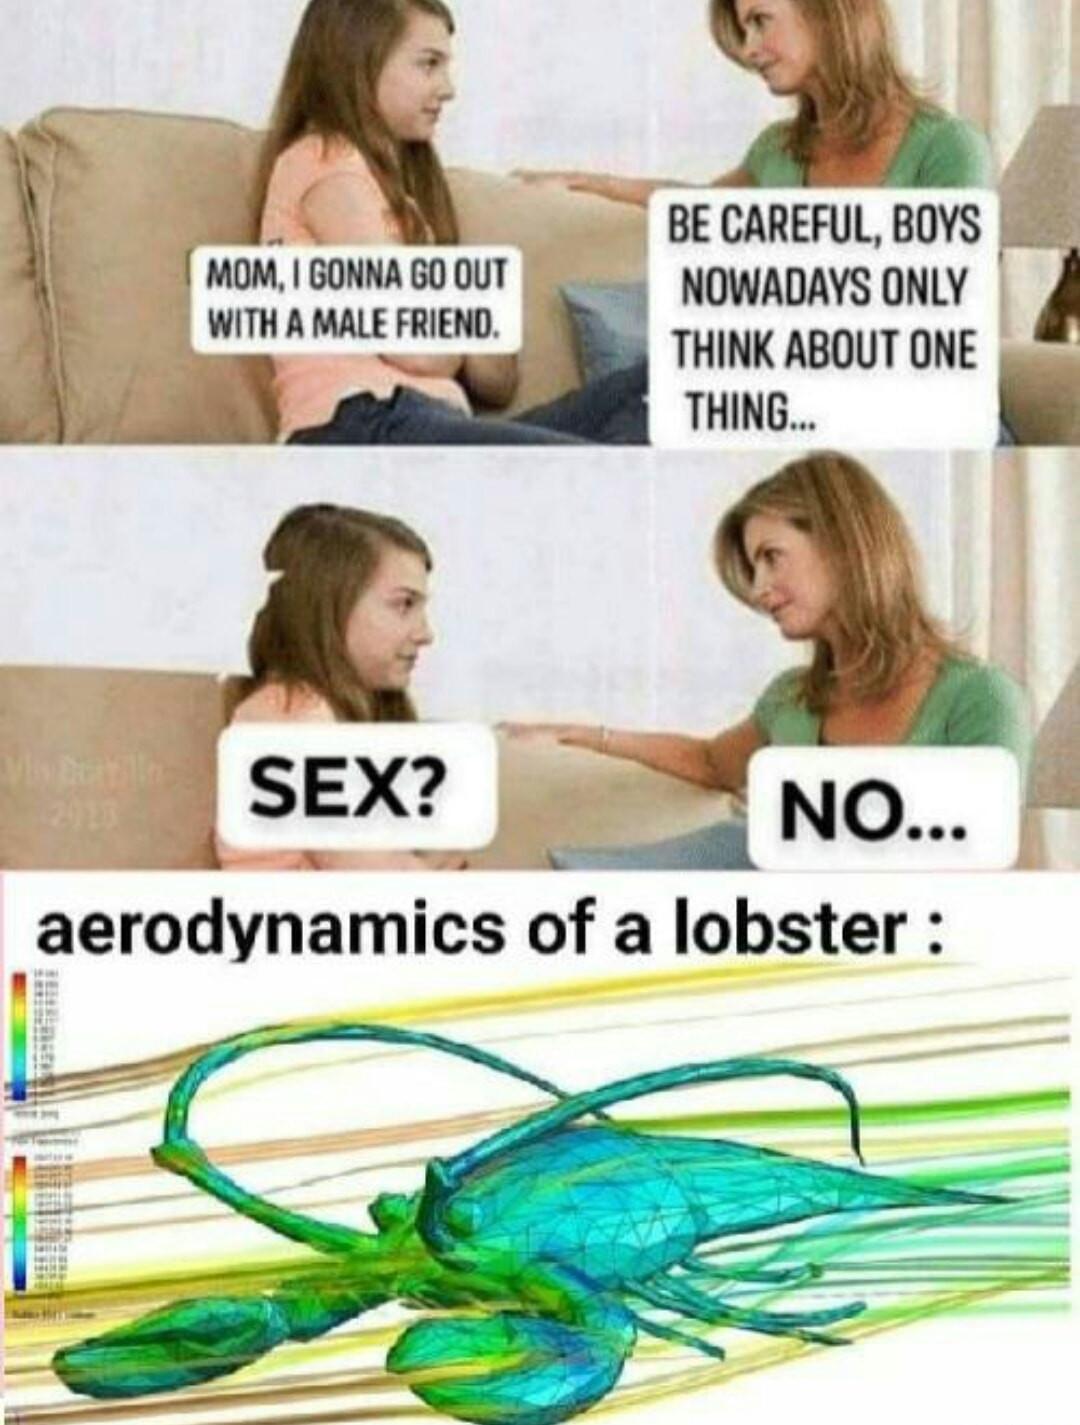 MOM, I GONNA GO OUT
WITH A MALE FRIEND.
BE CAREFUL, BOYS
NOWADAYS ONLY
THINK ABOUT ONE
THING...
SEX?
NO...
aerodynamics of a lobster :